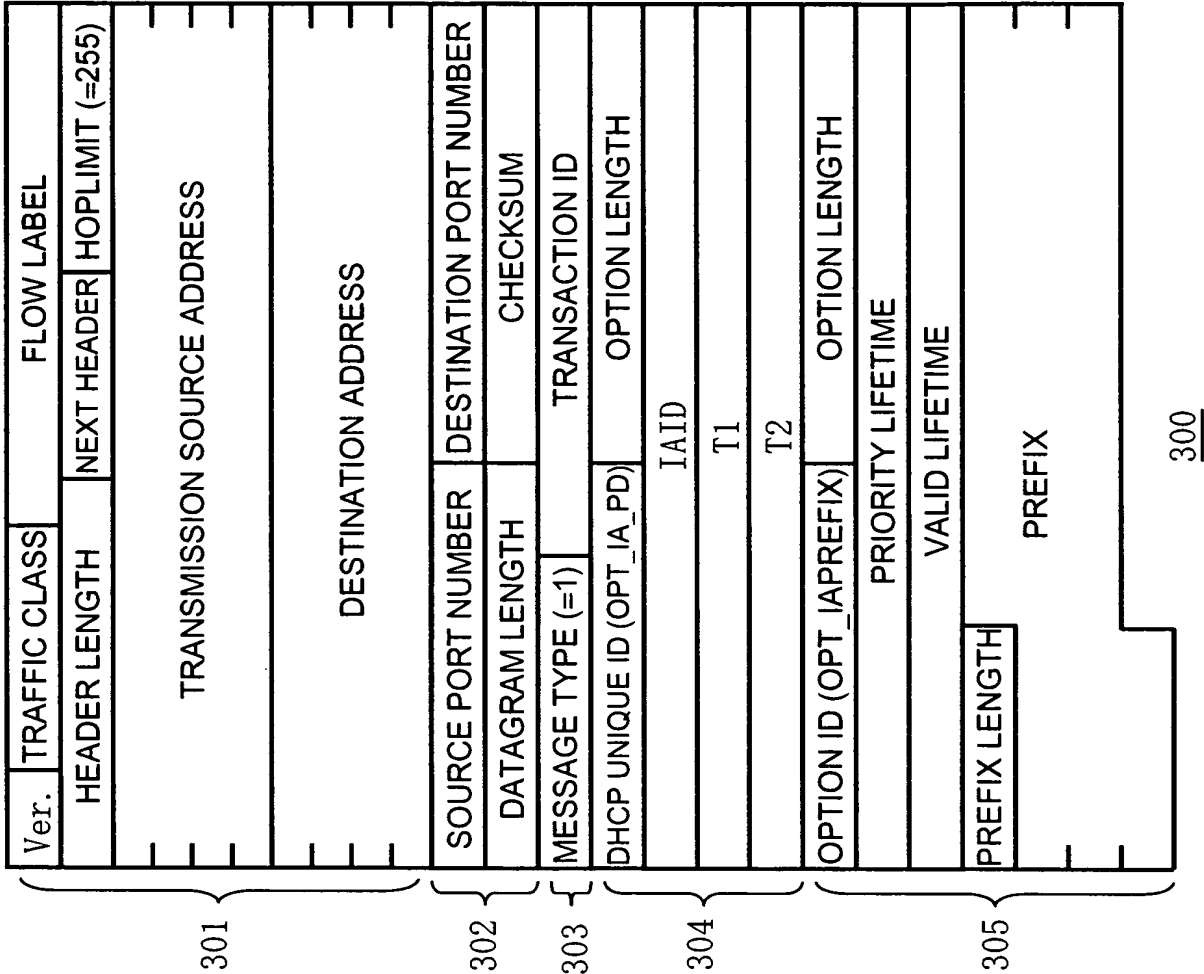 Ver. TRAFFIC CLASS FLOW LABEL
HEADER LENGTH NEXT HEADER HOPLIMIT (=255)
TRANSMISSION SOURCE ADDRESS
DESTINATION ADDRESS
301
SOURCE PORT NUMBER DESTINATION PORT NUMBER
DATAGRAM LENGTH CHECKSUM
302
MESSAGE TYPE (=1) TRANSACTION ID
303
DHCP UNIQUE ID (OPT_IA_PD) OPTION LENGTH
IAID
T1
T2
304
OPTION ID (OPT_IAPREFIX) OPTION LENGTH
PRIORITY LIFETIME
VALID LIFETIME
PREFIX LENGTH
PREFIX
305
300